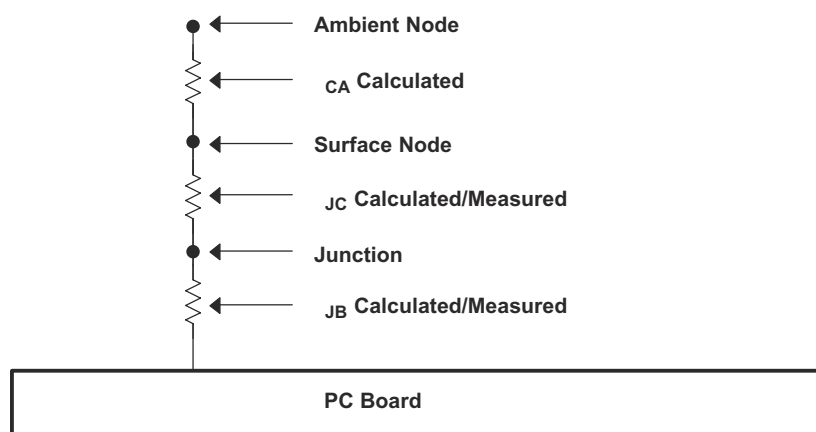 Ambient Node
CA Calculated
Surface Node
JC Calculated/Measured
Junction
JB Calculated/Measured
PC Board